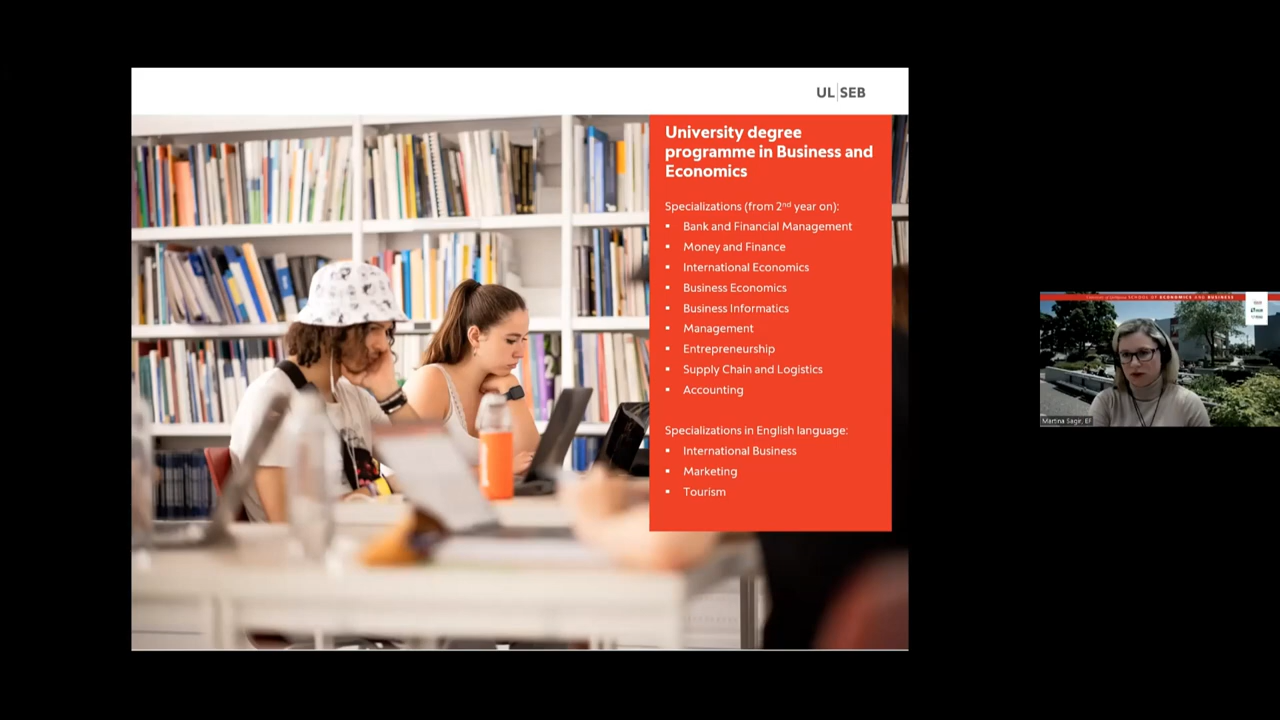 UL SEB
University degree
programme in Business and
Economics
Specializations (from 2nd year on):
▪ Bank and Financial Management
▪ Money and Finance
▪ International Economics
▪ Business Economics
▪ Business Informatics
▪ Management
▪ Entrepreneurship
▪ Supply Chain and Logistics
▪ Accounting
Specializations in English language:
▪ International Business
▪ Marketing
▪ Tourism
SCHOOL OF ECONOMICS AND BUSINESS
Martina Sagir, EF